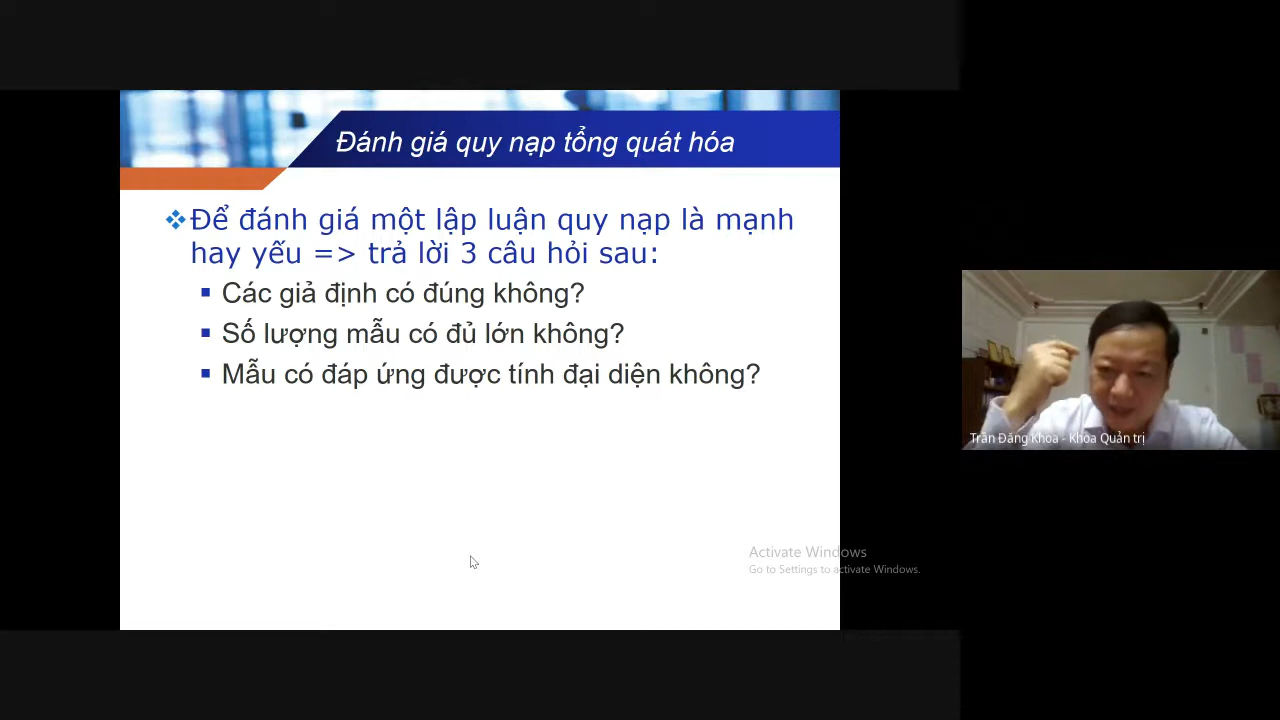 Đánh giá quy nạp tổng quát hóa
Để đánh giá một lập luận quy nạp là mạnh
hay yếu => trả lời 3 câu hỏi sau:
Các giả định có đúng không?
Số lượng mẫu có đủ lớn không?
Mẫu có đáp ứng được tính đại diện không?
Trần Đăng Khoa - Khoa Quản trị
Activate Windows
Go to Settings to activate Windows.